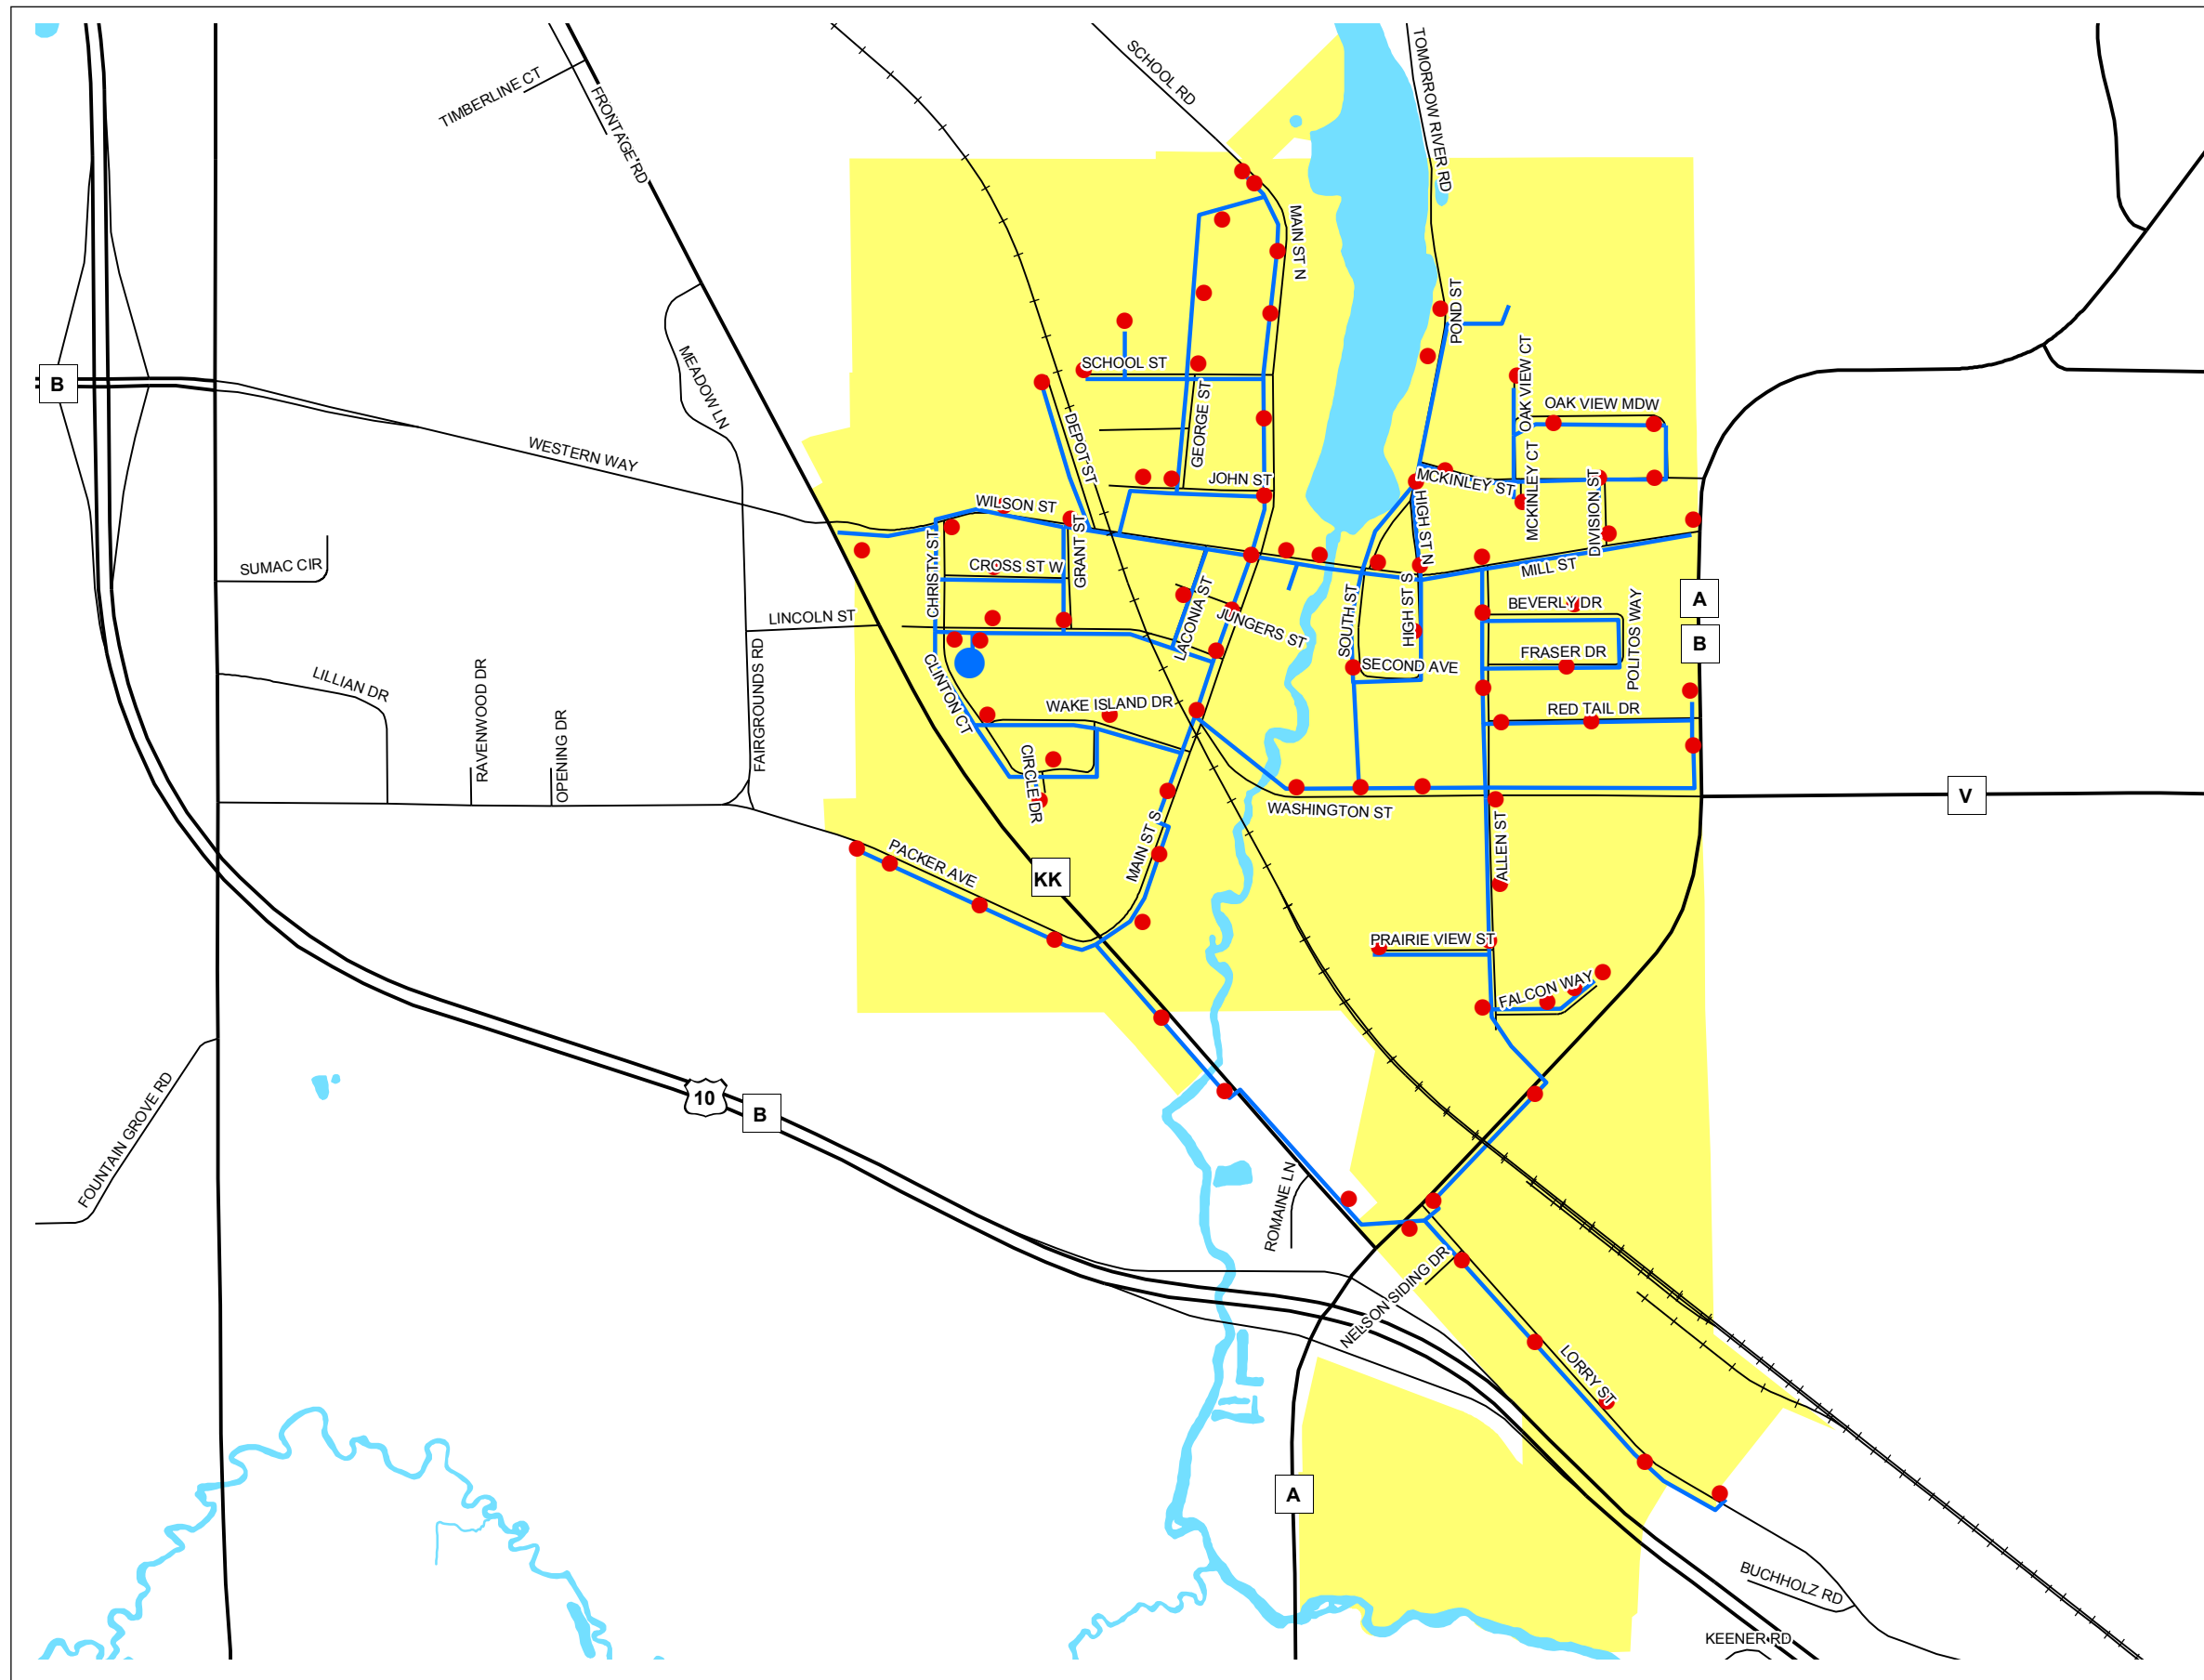 SCHOOL RD
TOMORROW RIVER RD
TIMBERLINE CT
FRONTAGE RD
MAIN ST N
POND ST
MEADOW LN
SCHOOL ST
OAK VIEW CT
B
GEORGE ST
OAK VIEW MDW
DEPOT ST
WESTERN WAY
JOHN ST
MCKINLEY ST
MCKINLEY CT
DIVISION ST
WILSON ST
HIGH ST N
GRANT ST
CHRISTY ST
CROSS ST W
SUMAC CIR
MILL ST
LINCOLN ST
LACONIA ST
JUNGERS ST
SOUTH ST
HIGH ST S
BEVERLY DR
POLITOS WAY
A
B
FRASER DR
SECOND AVE
LILLIAN DR
RAVENWOOD DR
OPENING DR
FAIRGROUNDS RD
CLINTON CT
WAKE ISLAND DR
RED TAIL DR
CIRCLE DR
WASHINGTON ST
V
MAIN ST S
ALLEN ST
PACKER AVE
KK
PRAIRIE VIEW ST
FALCON WAY
10
B
FOUNTAIN GROVE RD
ROMAINE LN
NELSON SIDING DR
LORRY ST
A
BUCHHOLZ RD
KEENER RD